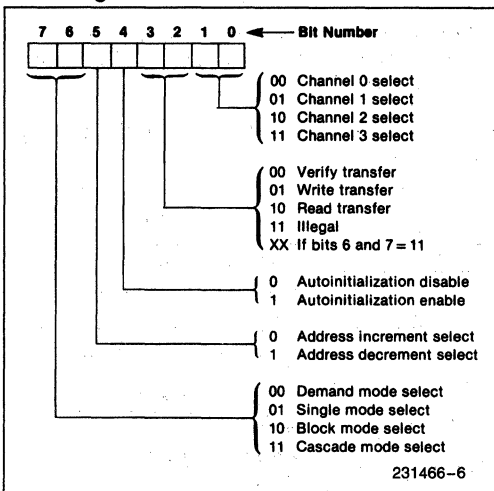 7 6 5 4 3 2 1 0 Bit Number
00 Channel 0 select
01 Channel 1 select
10 Channel 2 select
11 Channel 3 select
00 Verify transfer
01 Write transfer
10 Read transfer
11 Illegal
XX If bits 6 and 7 = 11
0 Autoinitialization disable
1 Autoinitialization enable
0 Address increment select
1 Address decrement select
00 Demand mode select
01 Single mode select
10 Block mode select
11 Cascade mode select
231466-6